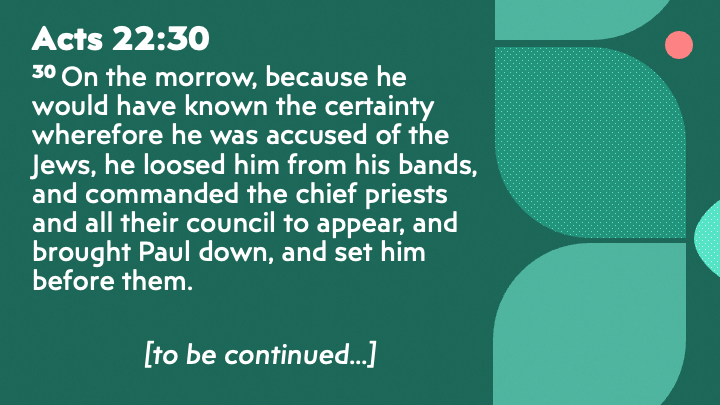 Acts 22:30
30 On the morrow, because he
would have known the certainty
wherefore he was accused of the
Jews, he loosed him from his bands,
and commanded the chief priests
and all their council to appear, and
brought Paul down, and set him
before them.
[to be continued...]